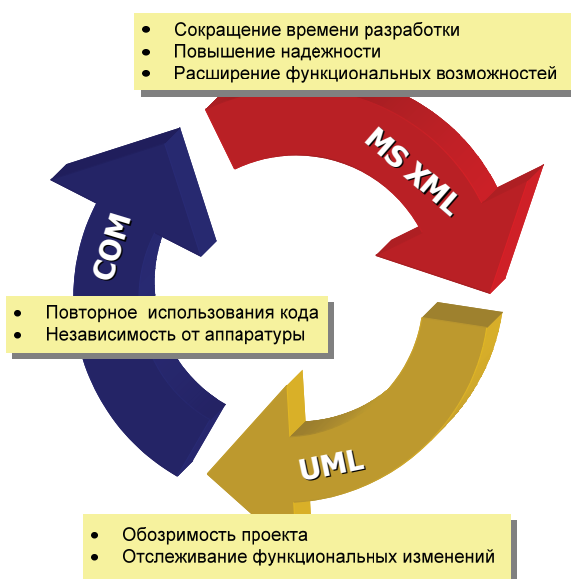 • Сокращение времени разработки
• Повышение надежности
• Расширение функциональных возможностей
MS XML
COM
• Повторное использования кода
• Независимость от аппаратуры
UML
• Обозримость проекта
• Отслеживание функциональных изменений